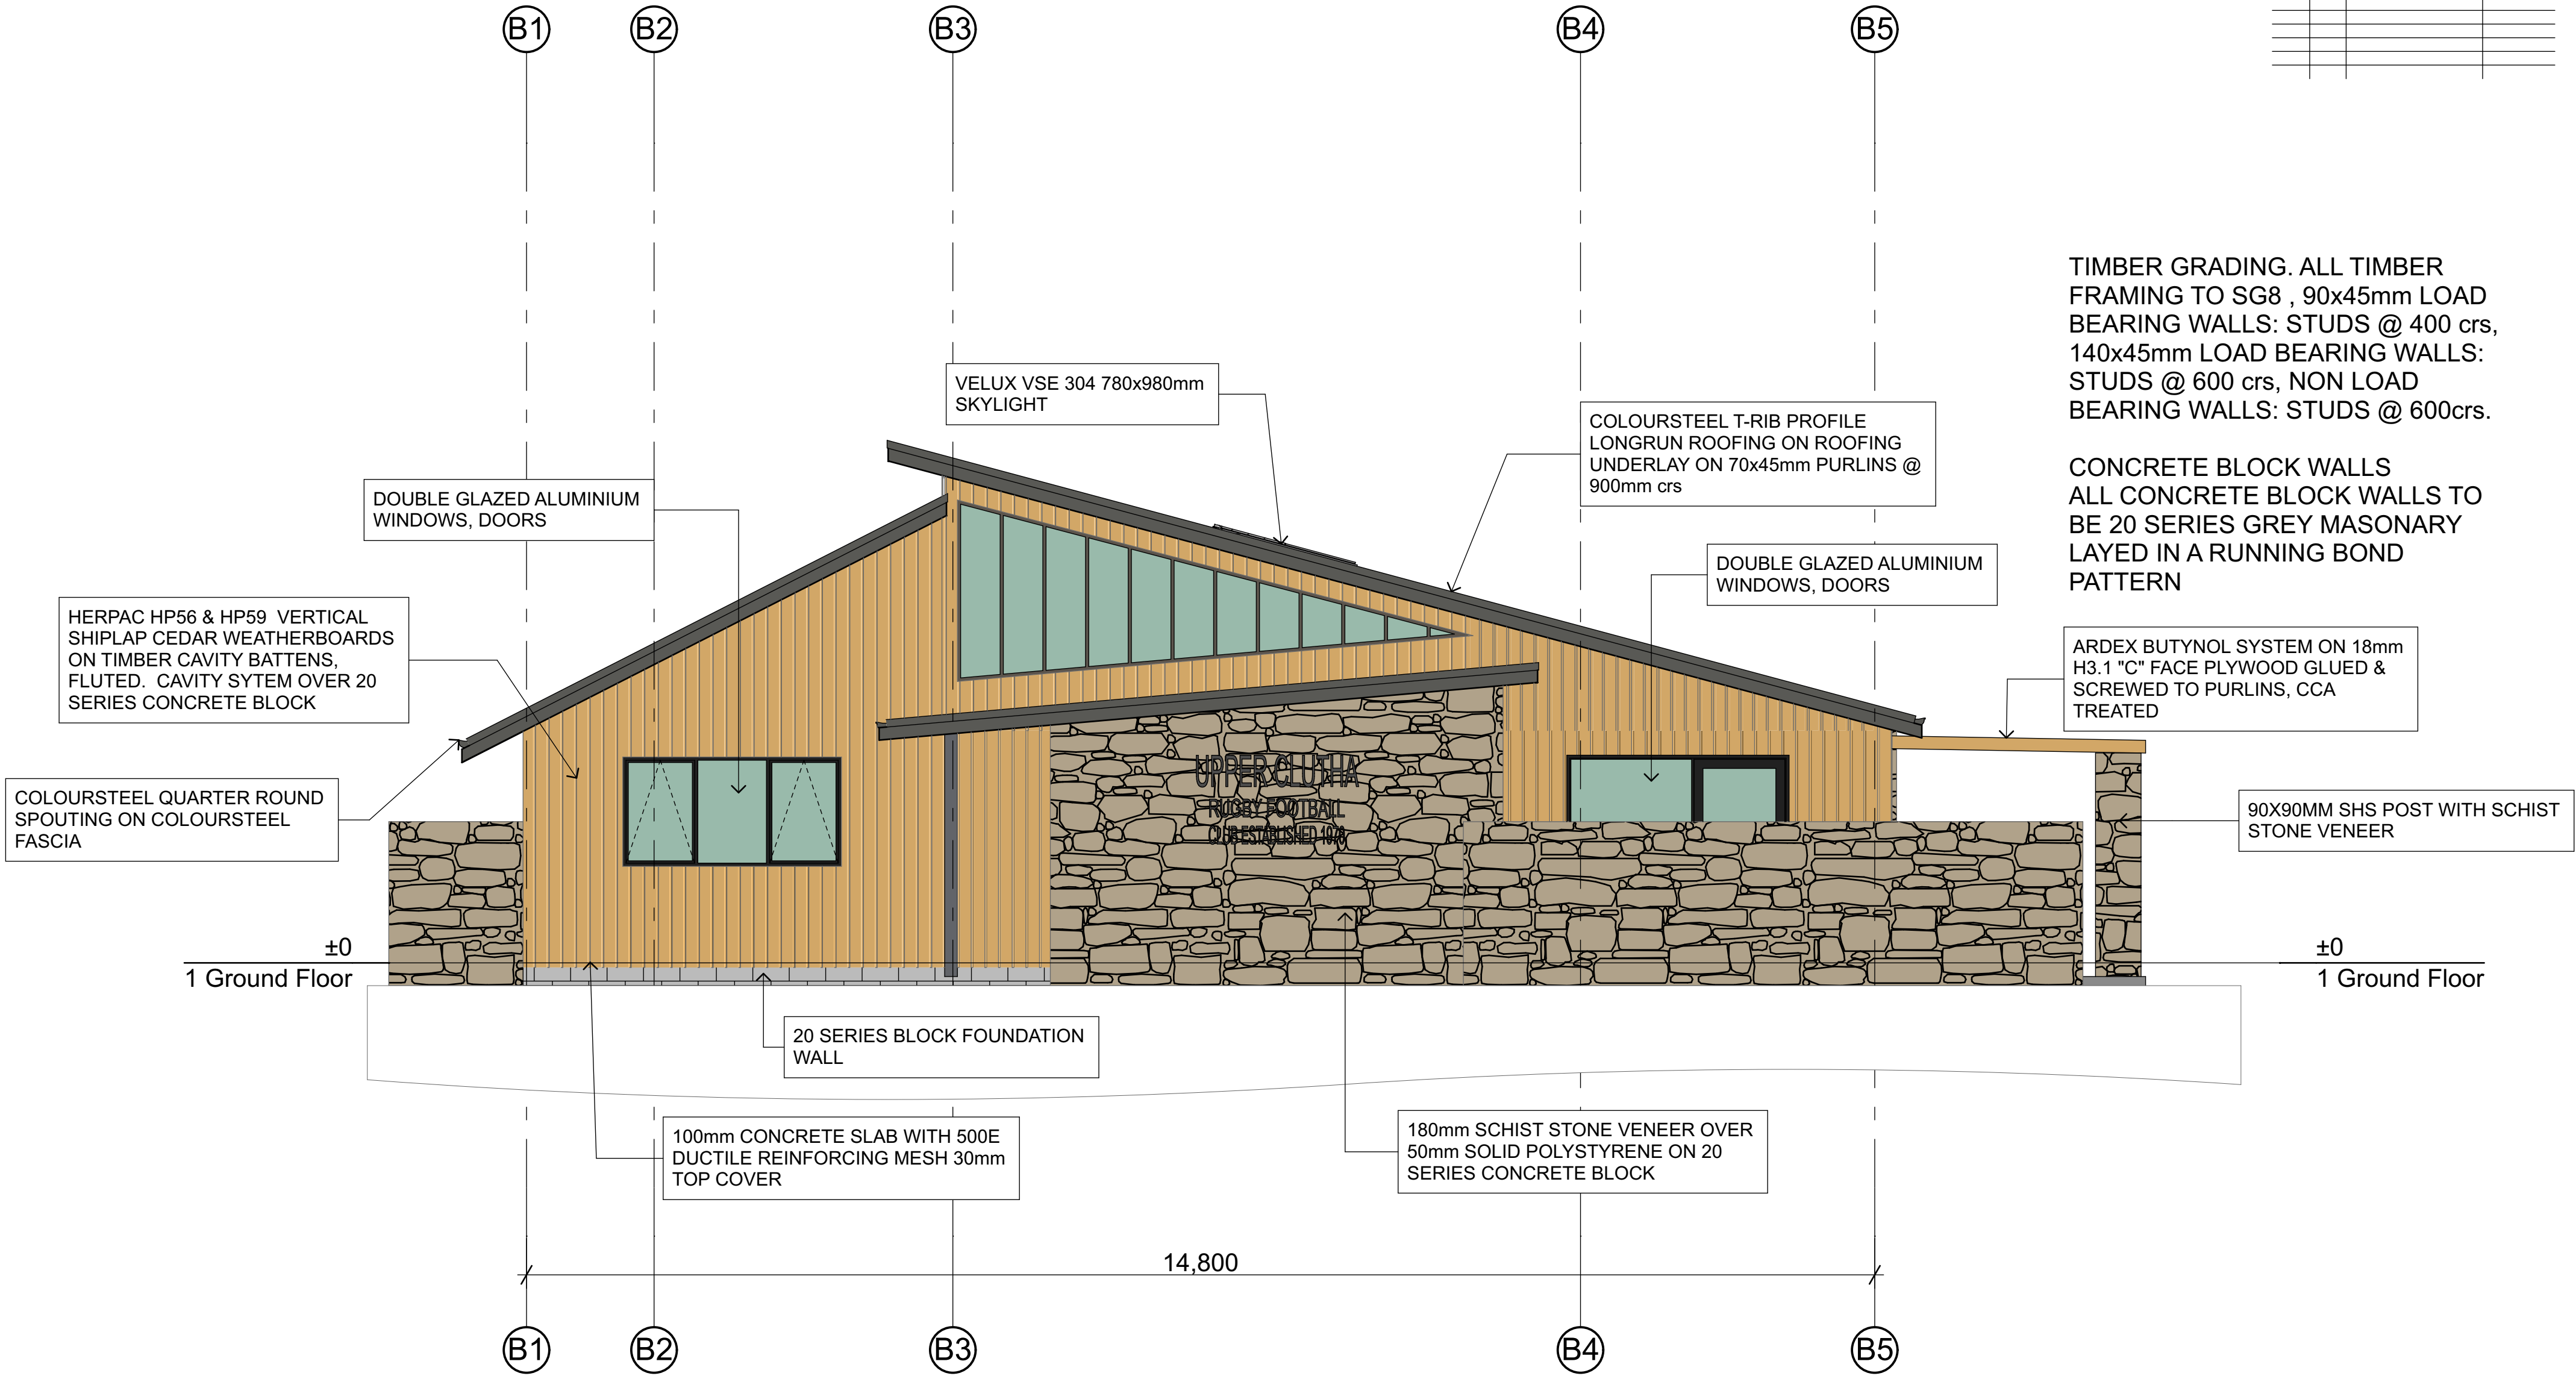 B1 B2 B3 B4 B5
TIMBER GRADING. ALL TIMBER
FRAMING TO SG8 , 90x45mm LOAD
BEARING WALLS: STUDS @ 400 crs,
140x45mm LOAD BEARING WALLS:
STUDS @ 600 crs, NON LOAD
BEARING WALLS: STUDS @ 600crs.
CONCRETE BLOCK WALLS
ALL CONCRETE BLOCK WALLS TO
BE 20 SERIES GREY MASONARY
LAYED IN A RUNNING BOND
PATTERN
VELUX VSE 304 780x980mm
SKYLIGHT
COLOURSTEEL T-RIB PROFILE
LONGRUN ROOFING ON ROOFING
UNDERLAY ON 70x45mm PURLINS @
900mm crs
DOUBLE GLAZED ALUMINIUM
WINDOWS, DOORS
DOUBLE GLAZED ALUMINIUM
WINDOWS, DOORS
HERPAC HP56 & HP59  VERTICAL
SHIPLAP CEDAR WEATHERBOARDS
ON TIMBER CAVITY BATTENS,
FLUTED.  CAVITY SYTEM OVER 20
SERIES CONCRETE BLOCK
ARDEX BUTYNOL SYSTEM ON 18mm
H3.1 "C" FACE PLYWOOD GLUED &
SCREWED TO PURLINS, CCA
TREATED
COLOURSTEEL QUARTER ROUND
SPOUTING ON COLOURSTEEL
FASCIA
UPPER CLUTHA
RUGBY FOOTBALL
CLUB ESTABLISHED
90X90MM SHS POST WITH SCHIST
STONE VENEER
±0
1 Ground Floor
±0
1 Ground Floor
20 SERIES BLOCK FOUNDATION
WALL
100mm CONCRETE SLAB WITH 500E
DUCTILE REINFORCING MESH 30mm
TOP COVER
180mm SCHIST STONE VENEER OVER
50mm SOLID POLYSTYRENE ON 20
SERIES CONCRETE BLOCK
14,800
B1 B2 B3 B4 B5